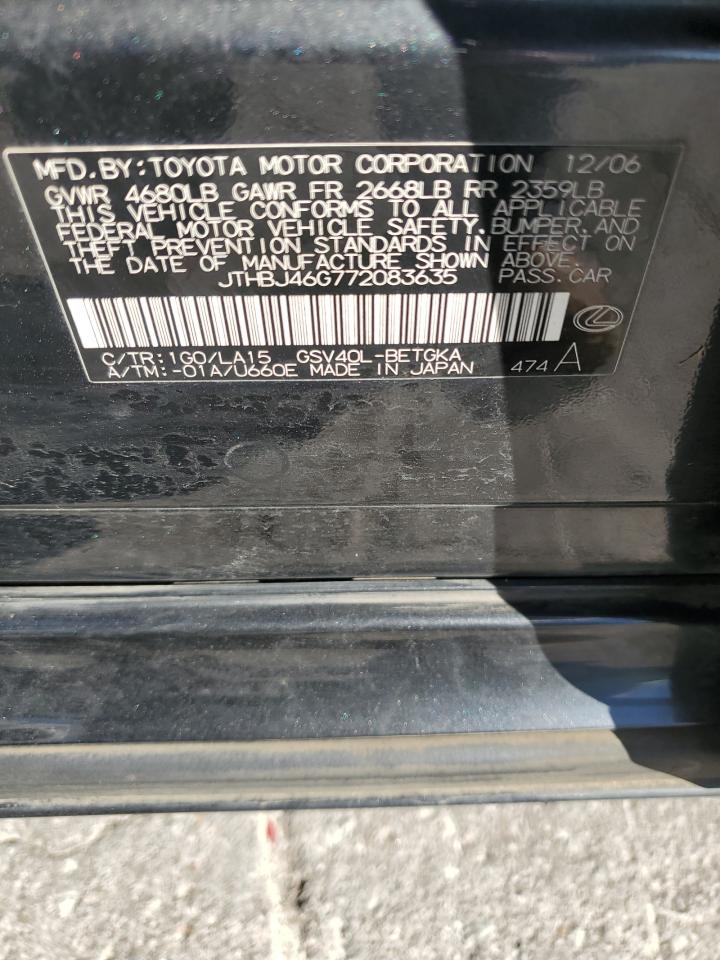 MFD.BY:TOYOTA MOTOR CORPORATION 12/06
GVWR 4680LB GAWR FR 2668LB RR 2359LB
THIS VEHICLE CONFORMS TO ALL APPLICABLE
FEDERAL MOTOR VEHICLE SAFETY,BUMPER,AND
THEFT PREVENTION STANDARDS IN EFFECT ON
THE DATE OF MANUFACTURE SHOWN ABOVE.
JTHBJ46G772083635 PASS.CAR
C/TR:1G0/LA15 GSV40L-BETGKA
A/TM:-01A/U660E MADE IN JAPAN 474 A